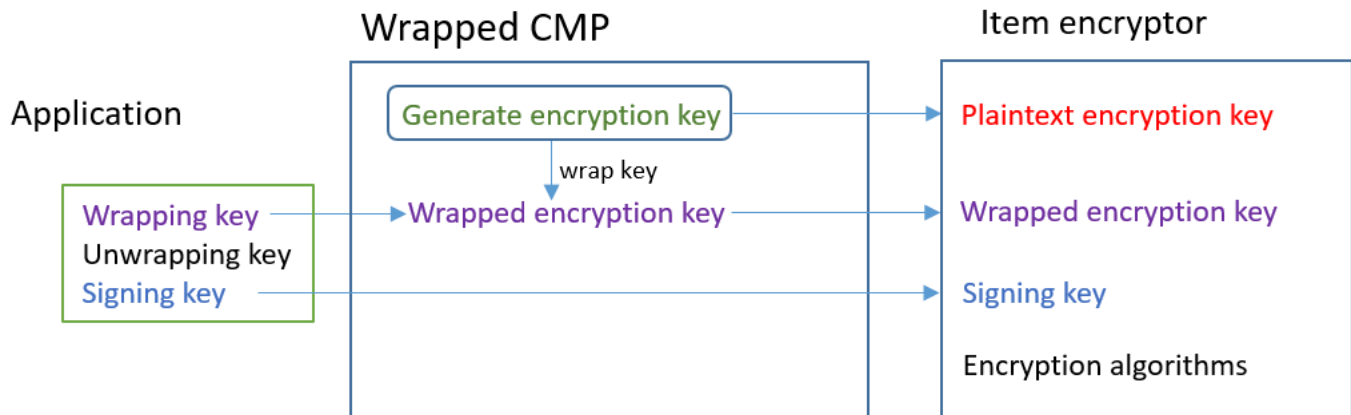 Wrapped CMP
Item encryptor
Application
Generate encryption key
Plaintext encryption key
wrap key
Wrapping key
Wrapped encryption key
Wrapped encryption key
Unwrapping key
Signing key
Signing key
Encryption algorithms